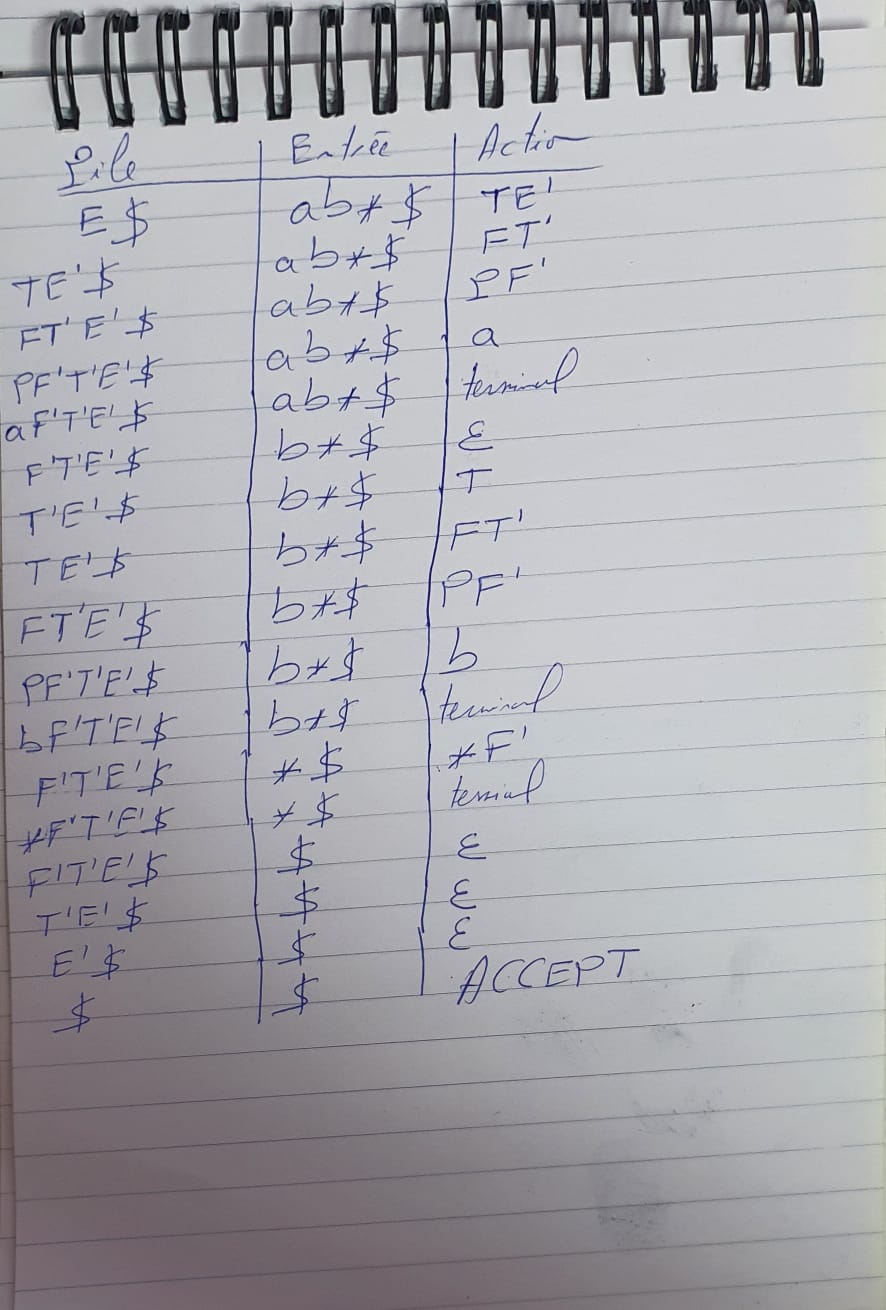 Pile Entrée Action
E$ ab*$ TE'
TE'$ ab*$ FT'
FT'E'$ ab*$ PF'
PF'T'E'$ ab*$ a
aF'T'E'$ ab*$ terminal
F'T'E'$ b*$ ε
T'E'$ b*$ T
TE'$ b*$ FT'
FT'E'$ b*$ PF'
PF'T'E'$ b*$ b
bF'T'E'$ b*$ terminal
F'T'E'$ *$ *F'
*F'T'E'$ *$ terminal
F'T'E'$ $ ε
T'E'$ $ ε
E'$ $ ε
$ $ ACCEPT